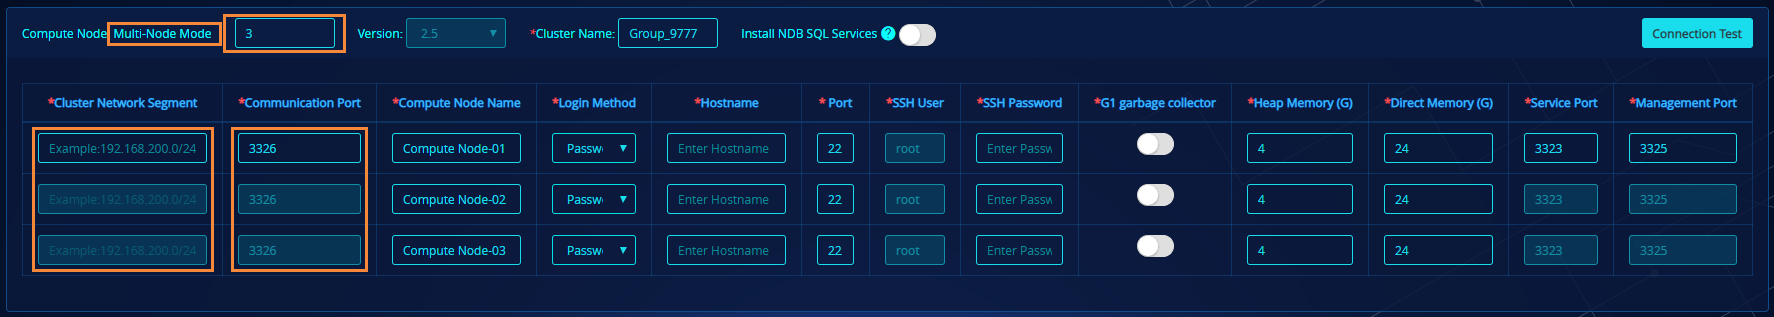 Compute Node Multi-Node Mode 3 Version: 2.5 *Cluster Name: Group_9777 Install NDB SQL Services ? Connection Test
*Cluster Network Segment *Communication Port *Compute Node Name *Login Method *Hostname * Port *SSH User *SSH Password *G1 garbage collector *Heap Memory (G) *Direct Memory (G) *Service Port *Management Port
Example:192.168.200.0/24 3326 Compute Node-01 Passw 22 Enter Hostname root Enter Passw 4 24 3323 3325
Example:192.168.200.0/24 3326 Compute Node-02 Passw Enter Hostname 22 root Enter Passw 4 24 3323 3325
Example:192.168.200.0/24 3326 Compute Node-03 Passw Enter Hostname 22 root Enter Passw 4 24 3323 3325